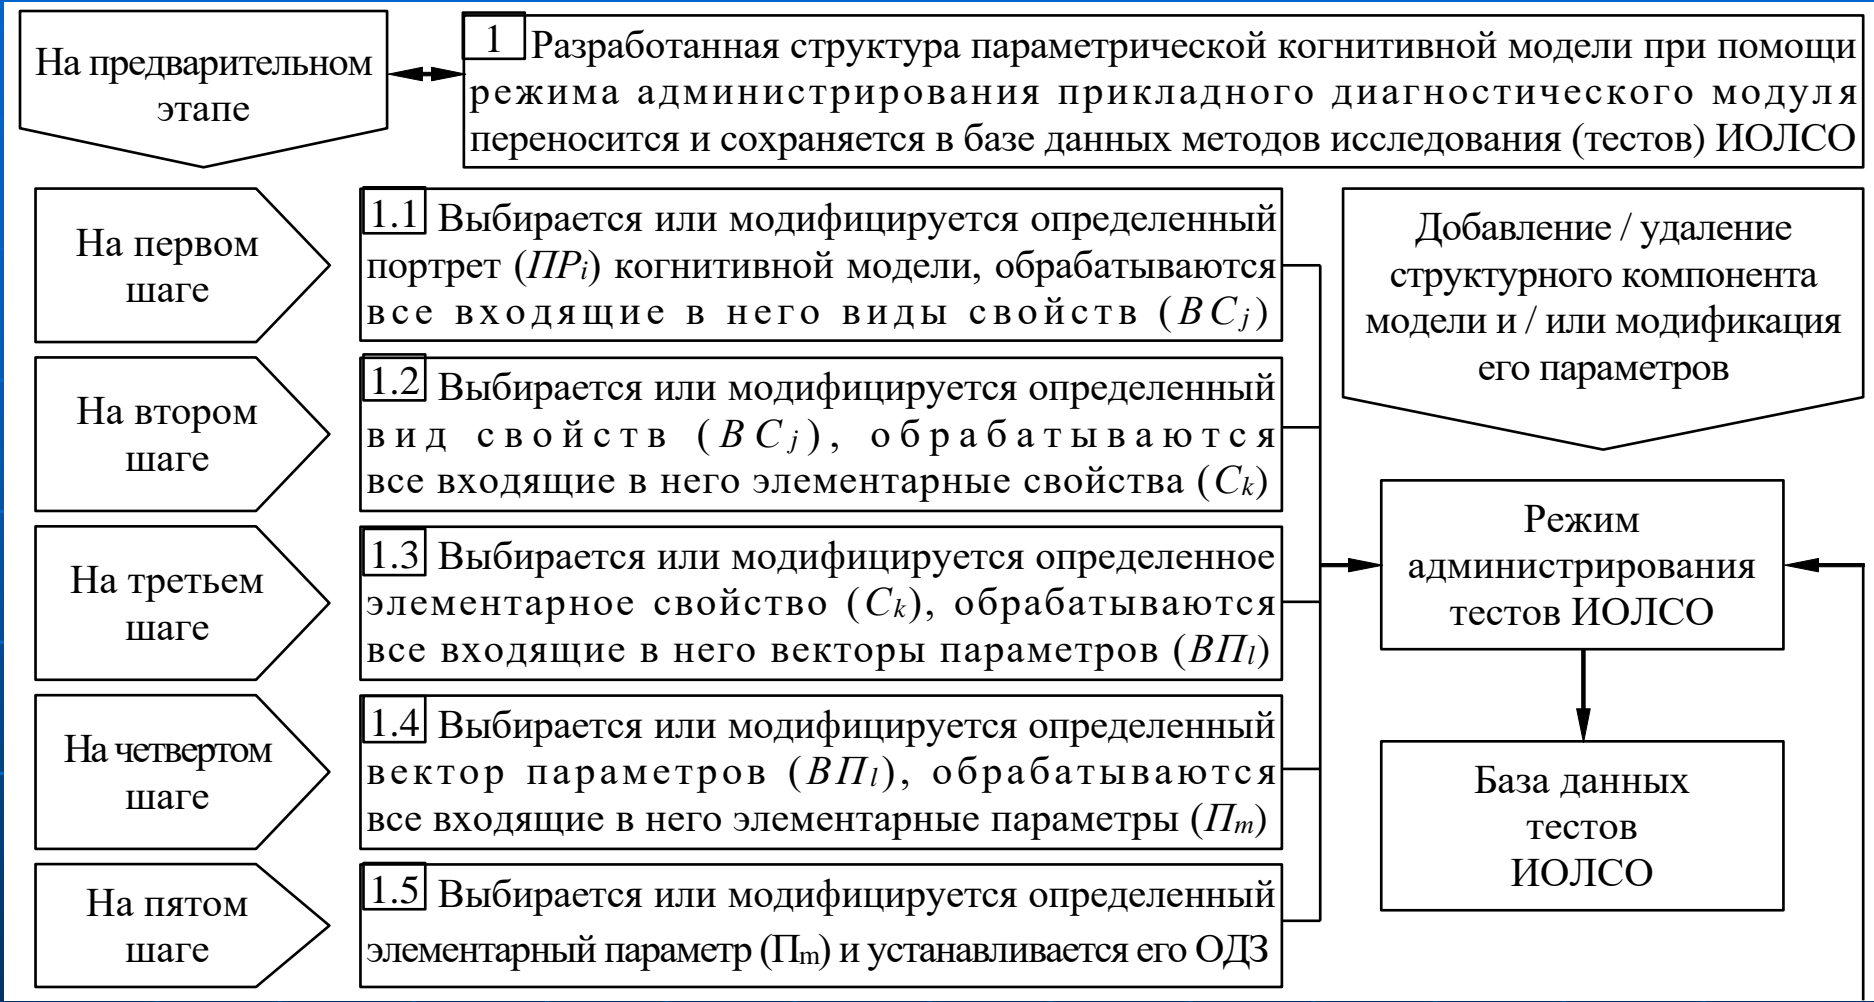 На предварительном
этапе
1 Разработанная структура параметрической когнитивной модели при помощи
режима администрирования прикладного диагностического модуля
переносится и сохраняется в базе данных методов исследования (тестов) ИОЛСО
На первом
шаге
1.1 Выбирается или модифицируется определенный
портрет (ПРi) когнитивной модели, обрабатываются
все входящие в него виды свойств (ВСj)
На втором
шаге
1.2 Выбирается или модифицируется определенный
вид свойств (ВСj), обрабатываются
все входящие в него элементарные свойства (Сk)
На третьем
шаге
1.3 Выбирается или модифицируется определенное
элементарное свойство (Сk), обрабатываются
все входящие в него векторы параметров (ВПl)
На четвертом
шаге
1.4 Выбирается или модифицируется определенный
вектор параметров (ВПl), обрабатываются
все входящие в него элементарные параметры (Пm)
На пятом
шаге
1.5 Выбирается или модифицируется определенный
элементарный параметр (Пm) и устанавливается его ОДЗ
Добавление / удаление
структурного компонента
модели и / или модификация
его параметров
Режим
администрирования
тестов ИОЛСО
База данных
тестов
ИОЛСО